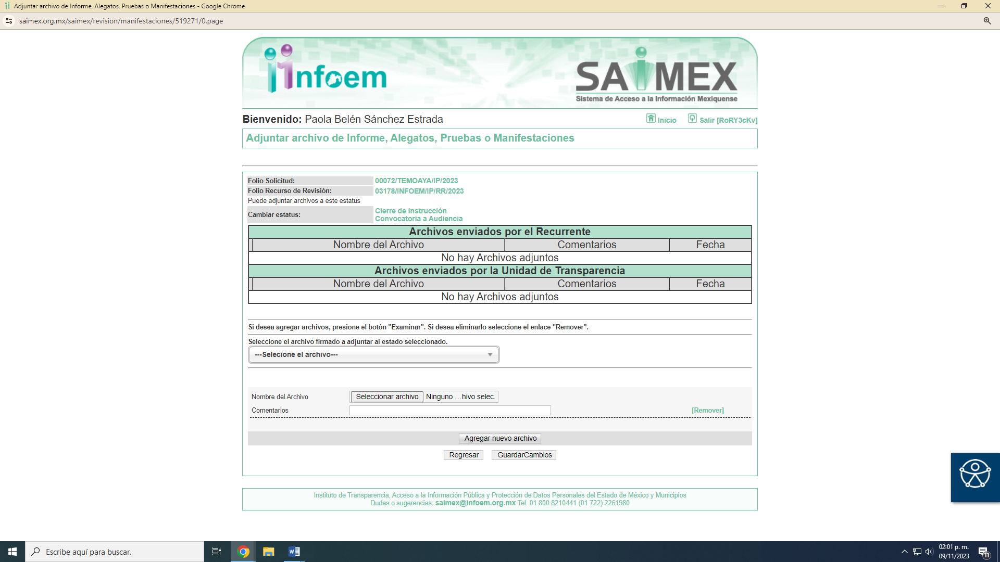 Adjuntar archivo de Informe, Alegatos, Pruebas o Manifestaciones - Google Chrome
saimex.org.mx/saimex/revision/manifestaciones/519271/0.page
infoem
SAIMEX
Sistema de Acceso a la Información Mexiquense
Bienvenido: Paola Belén Sánchez Estrada
Inicio
Salir [RoRY3cKv]
Adjuntar archivo de Informe, Alegatos, Pruebas o Manifestaciones
Folio Solicitud: 00072/TEMOAYA/IP/2023
Folio Recurso de Revisión: 03178/INFOEM/IP/RR/2023
Puede adjuntar archivos a este estatus
Cambiar estatus: Cierre de instrucción
Convocatoria a Audiencia
Archivos enviados por el Recurrente
Nombre del Archivo Comentarios Fecha
No hay Archivos adjuntos
Archivos enviados por la Unidad de Transparencia
Nombre del Archivo Comentarios Fecha
No hay Archivos adjuntos
Si desea agregar archivos, presione el botón "Examinar". Si desea eliminarlo seleccione el enlace "Remover".
Seleccione el archivo firmado a adjuntar al estado seleccionado.
---Selecione el archivo---
Nombre del Archivo Seleccionar archivo Ninguno ...hivo selec.
Comentarios [Remover]
Agregar nuevo archivo
Regresar GuardarCambios
Instituto de Transparencia, Acceso a la Información Pública y Protección de Datos Personales del Estado de México y Municipios
Dudas o sugerencias: saimex@infoem.org.mx Tel. 01 800 8210441 (01 722) 2261980
Escribe aquí para buscar.
02:01 p. m.
09/11/2023
11